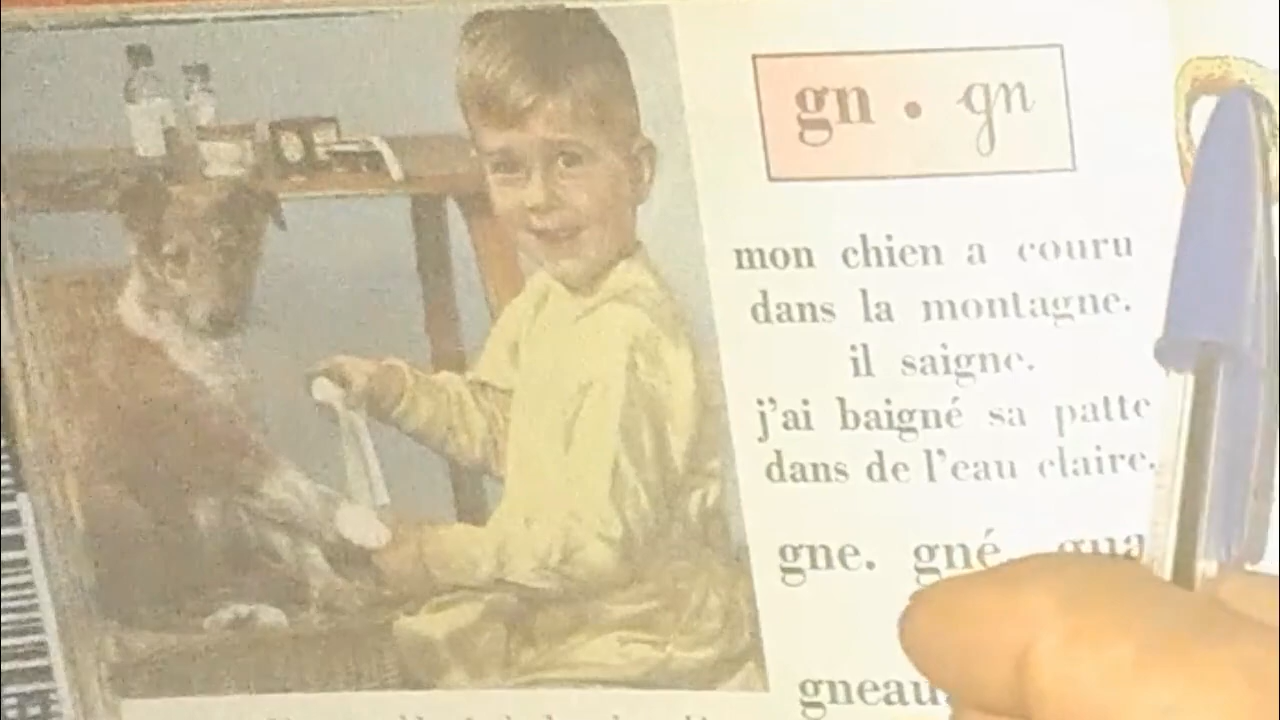 gn . gn
mon chien a couru
dans la montagne.
il saigne.
j'ai baigné sa patte
dans de l'eau claire.
gne. gné gna